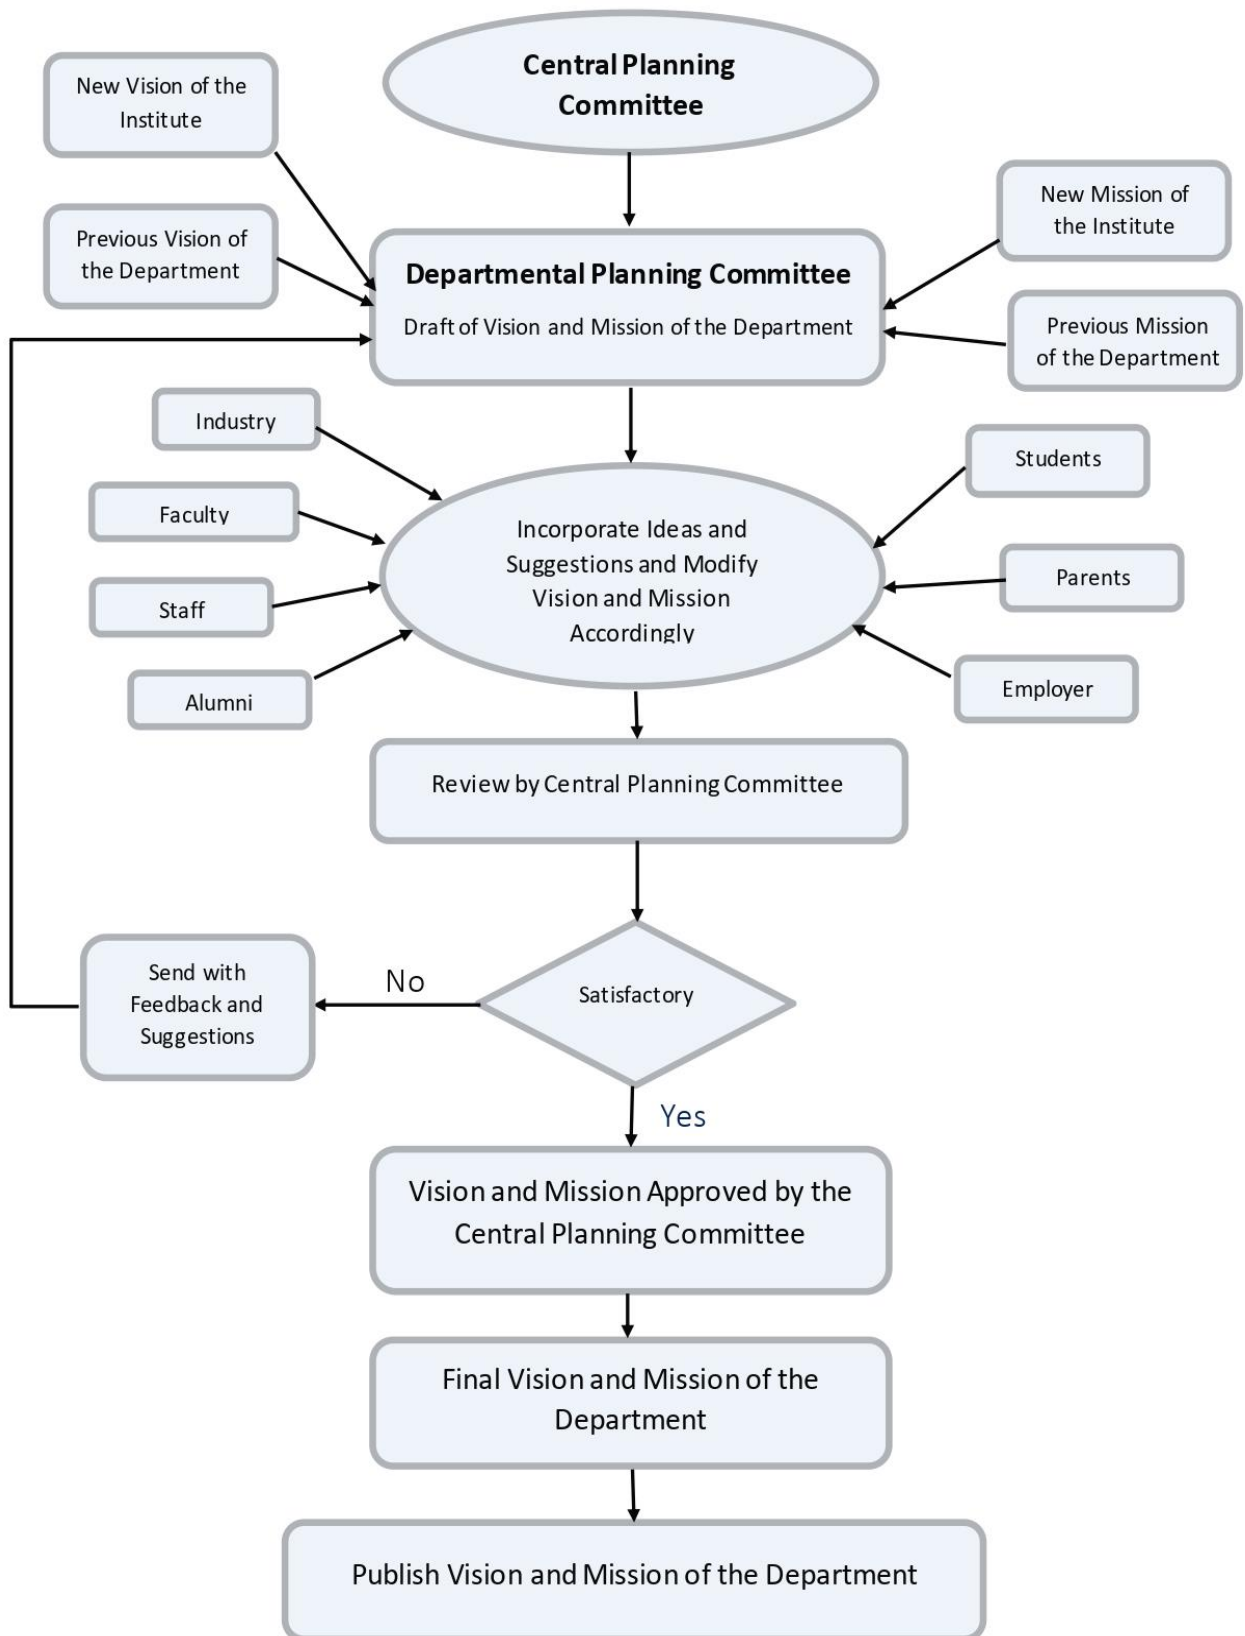 Central Planning
Committee
New Vision of the
Institute
New Mission of
the Institute
Previous Vision of
the Department
Departmental Planning Committee
Draft of Vision and Mission of the Department
Previous Mission
of the Department
Industry
Students
Faculty
Incorporate Ideas and
Suggestions and Modify
Vision and Mission
Accordingly
Parents
Staff
Alumni
Employer
Review by Central Planning Committee
Send with
Feedback and
Suggestions
No
Satisfactory
Yes
Vision and Mission Approved by the
Central Planning Committee
Final Vision and Mission of the
Department
Publish Vision and Mission of the Department